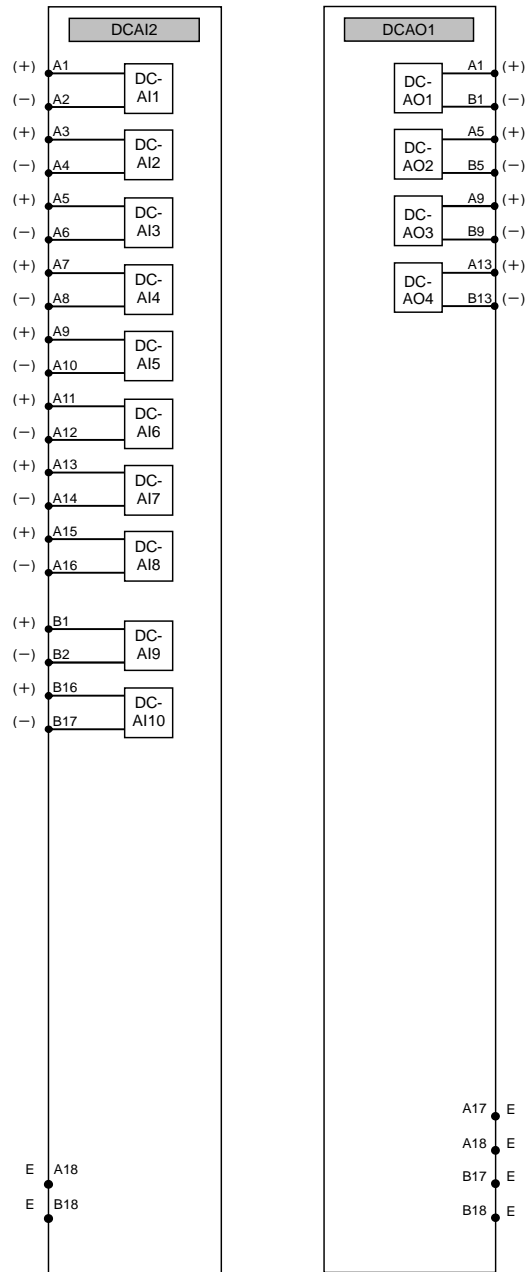 DCAI2
(+) A1
DC-
AI1
(−) A2
(+) A3
DC-
AI2
(−) A4
(+) A5
DC-
AI3
(−) A6
(+) A7
DC-
AI4
(−) A8
(+) A9
DC-
AI5
(−) A10
(+) A11
DC-
AI6
(−) A12
(+) A13
DC-
AI7
(−) A14
(+) A15
DC-
AI8
(−) A16
(+) B1
DC-
AI9
(−) B2
(+) B16
DC-
AI10
(−) B17
E A18
E B18
DCAO1
DC-
AO1
A1 (+)
B1 (−)
DC-
AO2
A5 (+)
B5 (−)
DC-
AO3
A9 (+)
B9 (−)
DC-
AO4
A13 (+)
B13 (−)
A17 E
A18 E
B17 E
B18 E